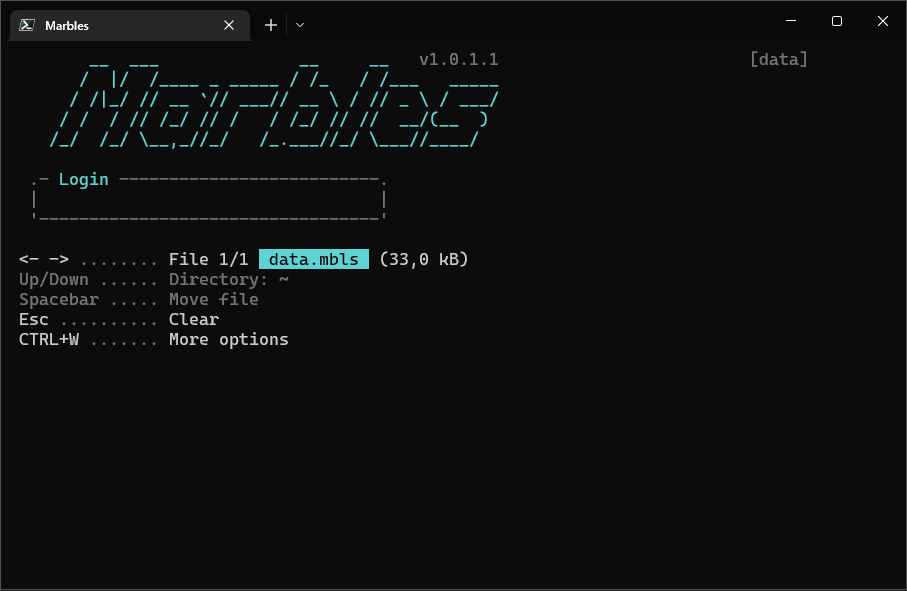 Marbles
Marbles v1.0.1.1 [data]
Login
<- -> ........ File 1/1 data.mbls (33,0 kB)
Up/Down ...... Directory: ~
Spacebar ..... Move file
Esc .......... Clear
CTRL+W ....... More options